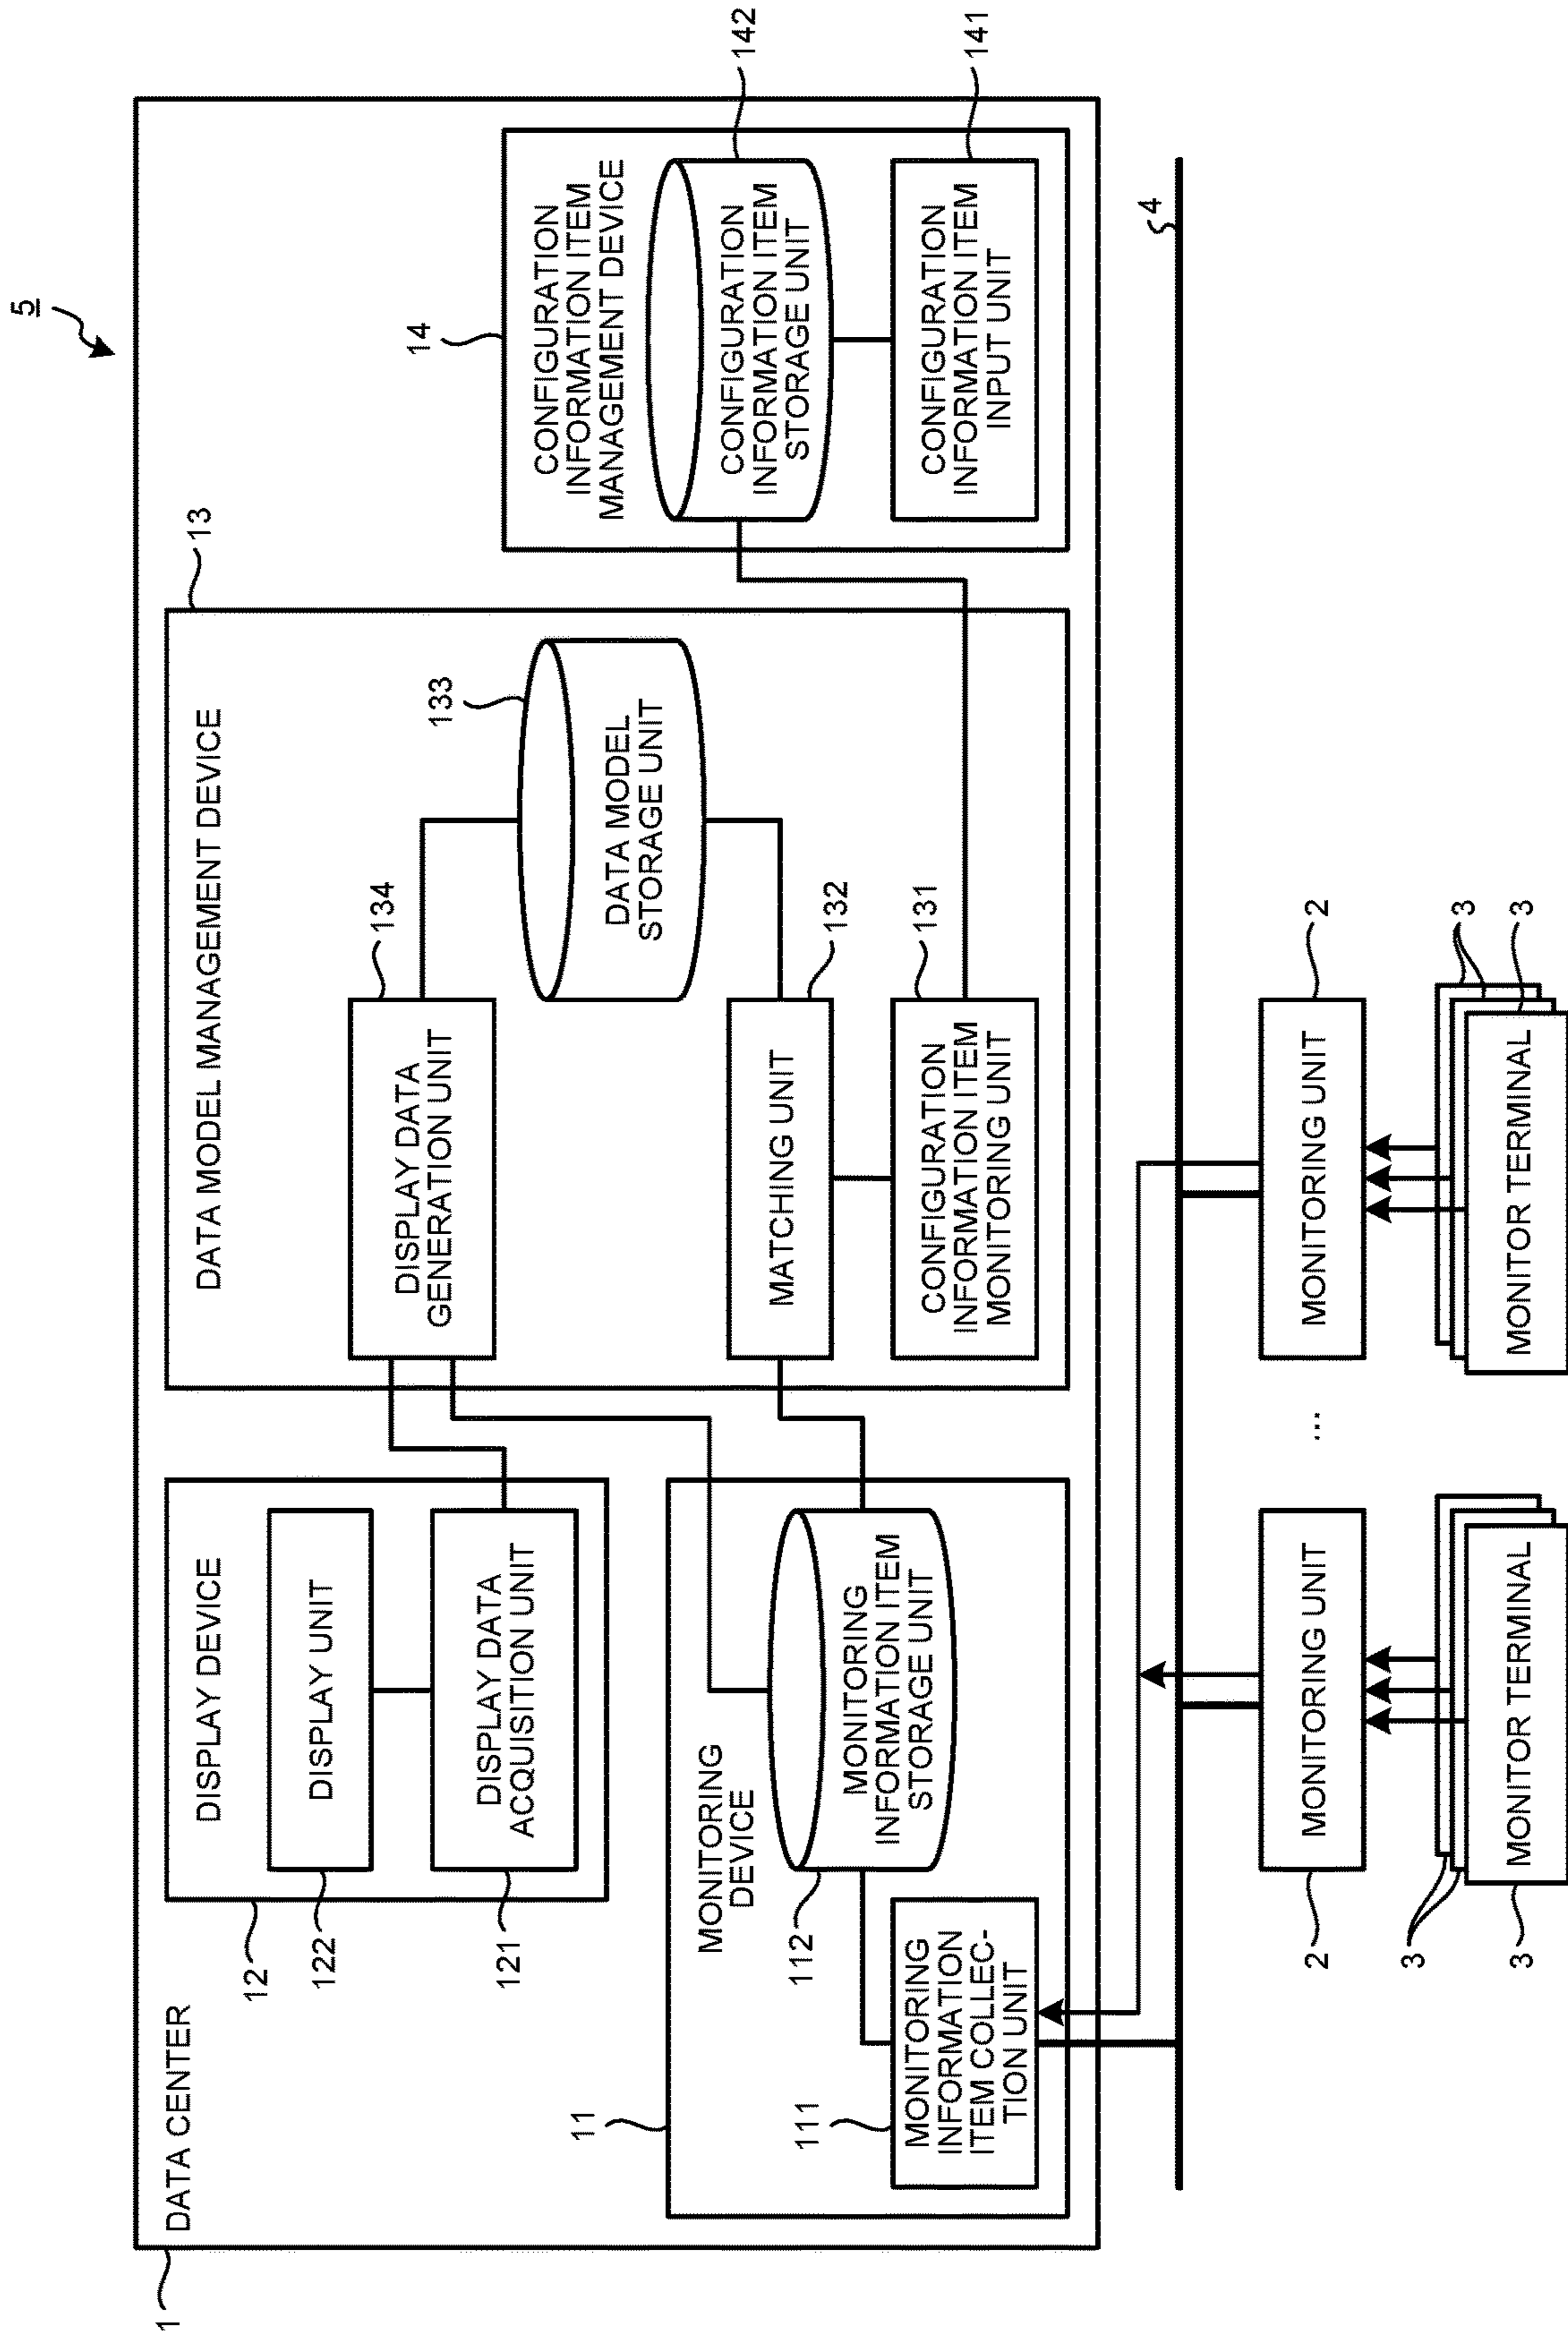 5
1
DATA CENTER
12
DISPLAY DEVICE
122
DISPLAY UNIT
121
DISPLAY DATA
ACQUISITION UNIT
11
MONITORING
DEVICE
112
MONITORING
INFORMATION ITEM
STORAGE UNIT
111
MONITORING
INFORMATION
ITEM COLLEC-
TION UNIT
13
DATA MODEL MANAGEMENT DEVICE
134
DISPLAY DATA
GENERATION UNIT
133
DATA MODEL
STORAGE UNIT
132
MATCHING UNIT
131
CONFIGURATION
INFORMATION ITEM
MONITORING UNIT
14
CONFIGURATION
INFORMATION ITEM
MANAGEMENT DEVICE
142
CONFIGURATION
INFORMATION ITEM
STORAGE UNIT
141
CONFIGURATION
INFORMATION ITEM
INPUT UNIT
4
2
MONITORING UNIT
...
MONITORING UNIT
2
3
3
MONITOR TERMINAL
3
3
MONITOR TERMINAL